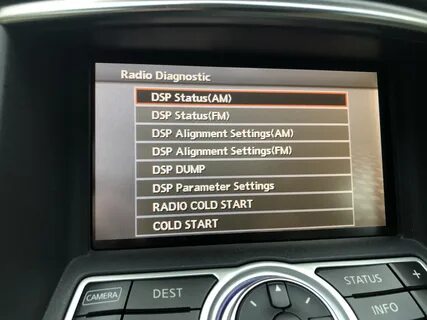 Radio Diagnostic
DSP Status(AM)
DSP Status(FM)
DSP Alignment Settings(AM)
DSP Alignment Settings(FM)
DSP DUMP
DSP Parameter Settings
RADIO COLD START
COLD START
CAMERA
DEST
STATUS
+
INFO